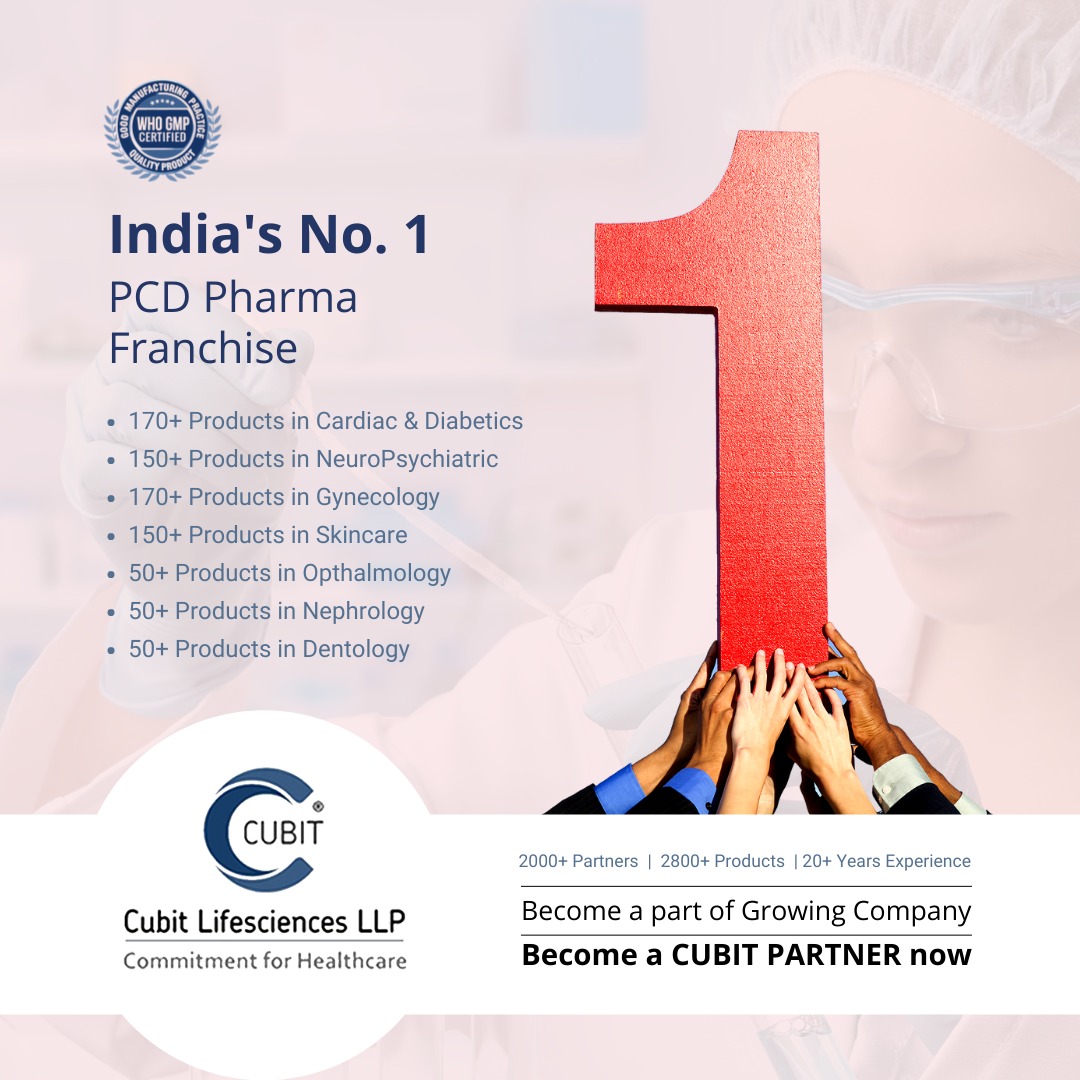 GOOD MANUFACTURING PRACTICE
WHO GMP
CERTIFIED
QUALITY PRODUCT
India's No. 1
PCD Pharma
Franchise
• 170+ Products in Cardiac & Diabetics
• 150+ Products in NeuroPsychiatric
• 170+ Products in Gynecology
• 150+ Products in Skincare
• 50+ Products in Opthalmology
• 50+ Products in Nephrology
• 50+ Products in Dentology
1
CUBIT®
Cubit Lifesciences LLP
Commitment for Healthcare
2000+ Partners | 2800+ Products | 20+ Years Experience
Become a part of Growing Company
Become a CUBIT PARTNER now